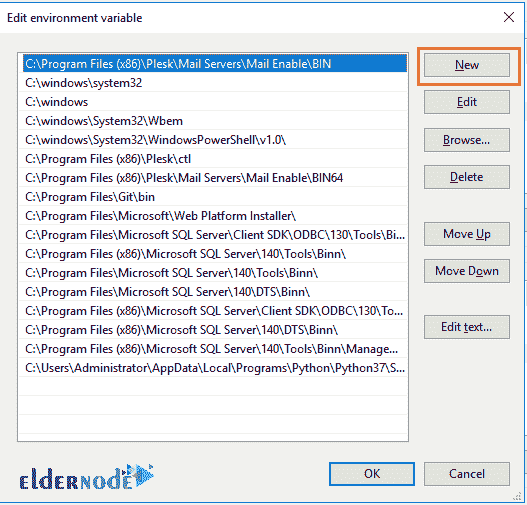 Edit environment variable
C:\Program Files (x86)\Plesk\Mail Servers\Mail Enable\BIN
C:\windows\system32
C:\windows
C:\windows\System32\Wbem
C:\windows\System32\WindowsPowerShell\v1.0\
C:\Program Files (x86)\Plesk\ctl
C:\Program Files (x86)\Plesk\Mail Servers\Mail Enable\BIN64
C:\Program Files\Git\bin
C:\Program Files\Microsoft\Web Platform Installer\
C:\Program Files\Microsoft SQL Server\Client SDK\ODBC\130\Tools\Bin...
C:\Program Files (x86)\Microsoft SQL Server\140\Tools\Binn\
C:\Program Files\Microsoft SQL Server\140\Tools\Binn\
C:\Program Files\Microsoft SQL Server\140\DTS\Binn\
C:\Program Files (x86)\Microsoft SQL Server\Client SDK\ODBC\130\To...
C:\Program Files (x86)\Microsoft SQL Server\140\DTS\Binn\
C:\Program Files (x86)\Microsoft SQL Server\140\Tools\Binn\Manage...
C:\Users\Administrator\AppData\Local\Programs\Python\Python37\S...
New
Edit
Browse...
Delete
Move Up
Move Down
Edit text...
elderNode
OK
Cancel